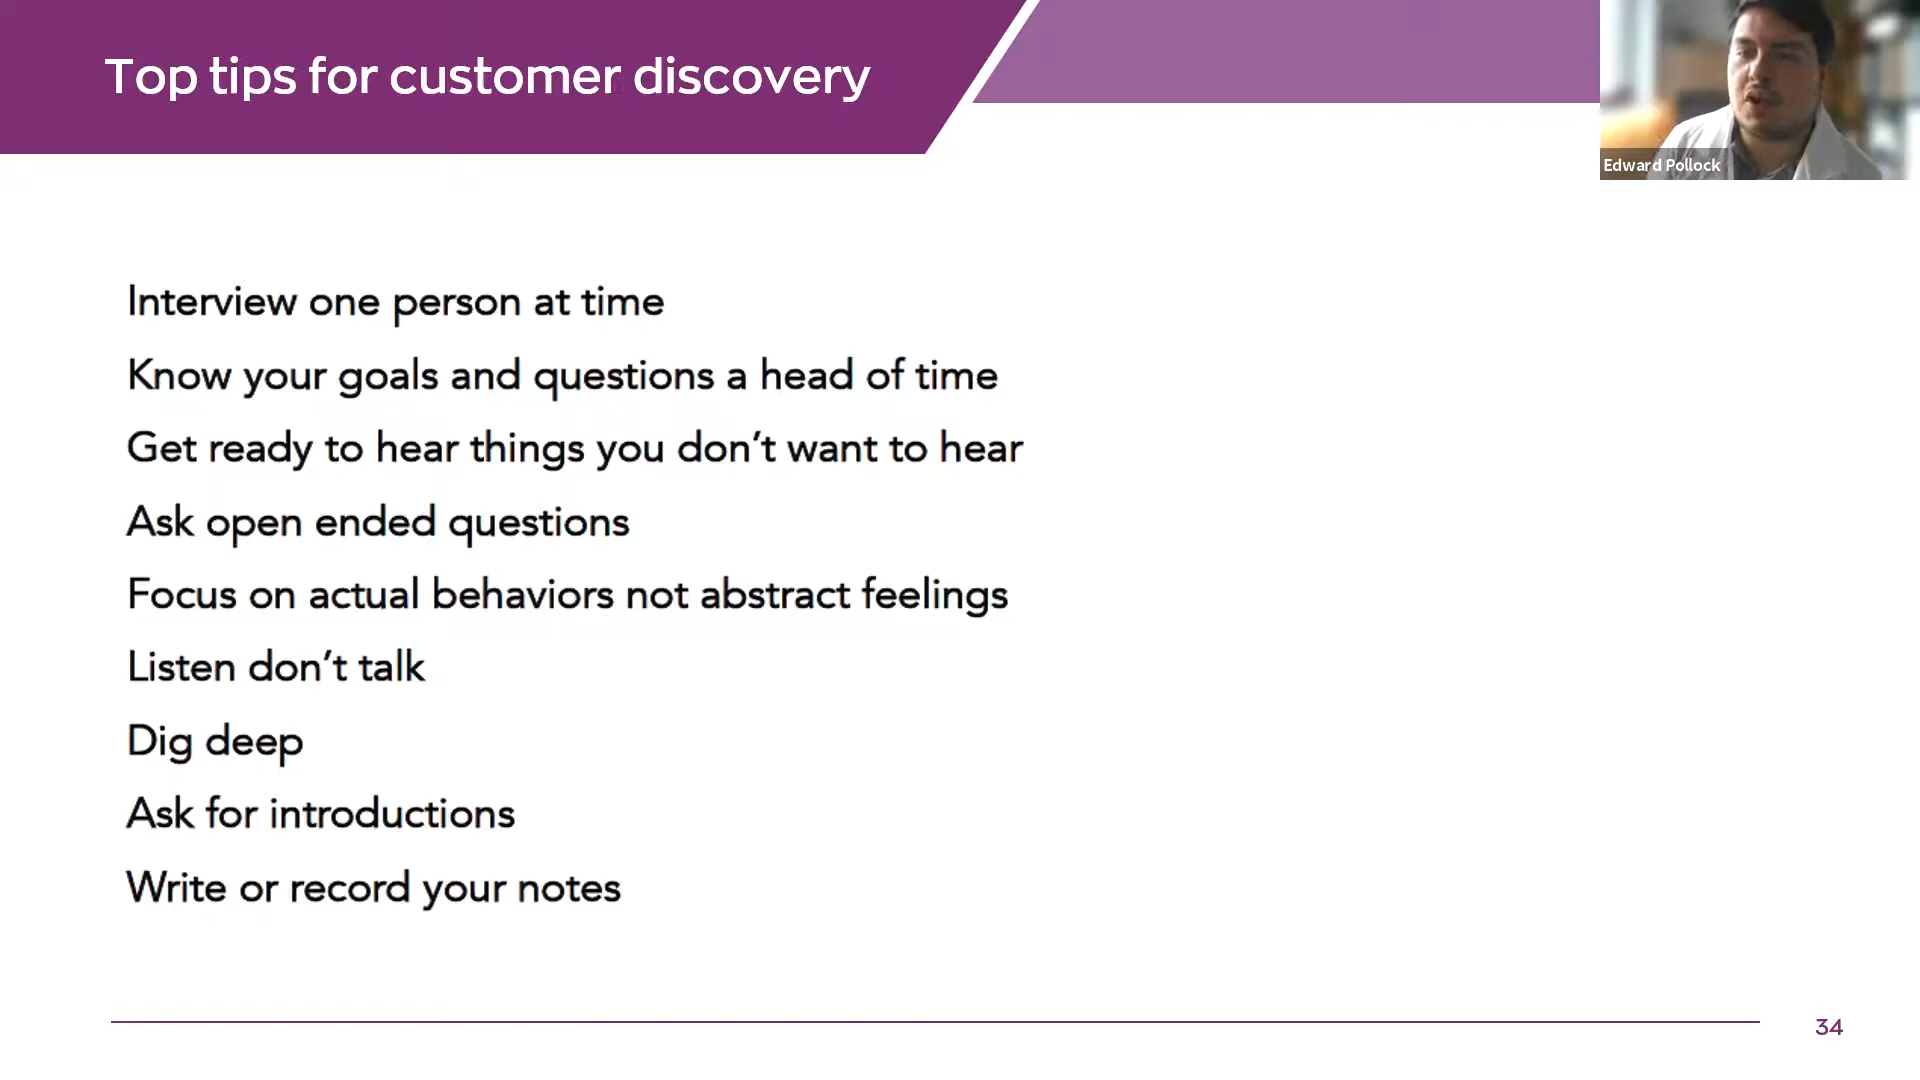 Top tips for customer discovery
Edward Pollock
Interview one person at time
Know your goals and questions a head of time
Get ready to hear things you don’t want to hear
Ask open ended questions
Focus on actual behaviors not abstract feelings
Listen don’t talk
Dig deep
Ask for introductions
Write or record your notes
34